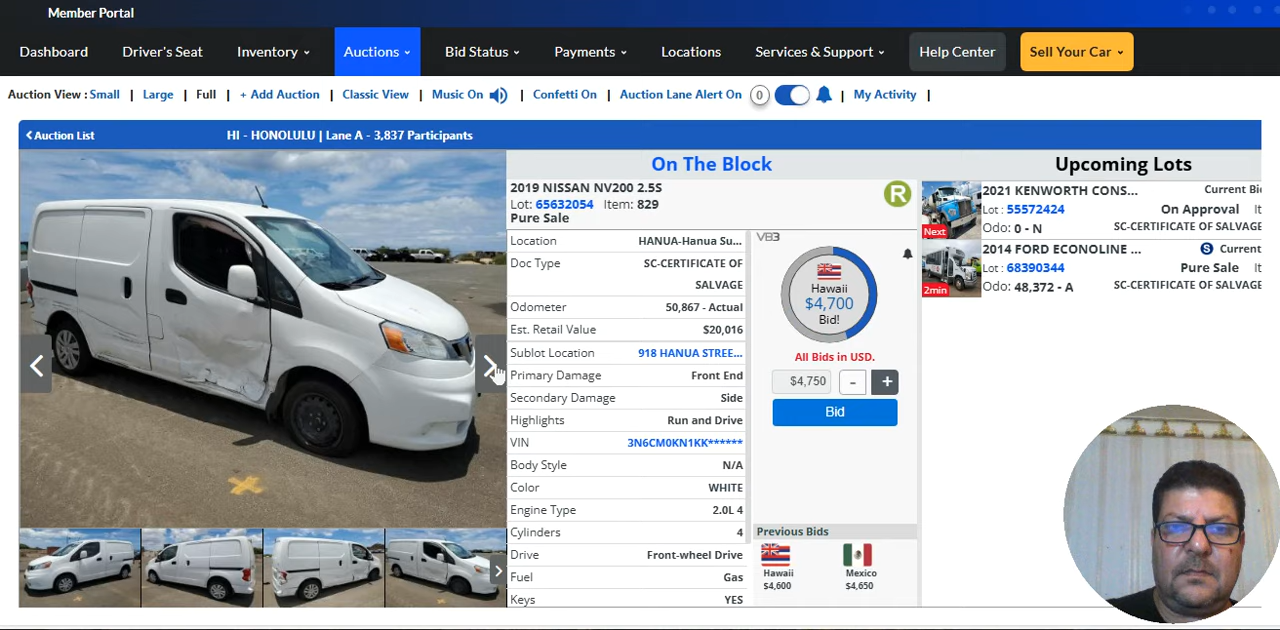 Member Portal
Dashboard Driver's Seat Inventory Auctions Bid Status Payments Locations Services & Support Help Center Sell Your Car
Auction View : Small | Large | Full | + Add Auction | Classic View | Music On | Confetti On | Auction Lane Alert On 0 | My Activity |
Auction List HI - HONOLULU | Lane A - 3,837 Participants
On The Block
2019 NISSAN NV200 2.5S
Lot: 65632054 Item: 829
Pure Sale
R
Location HANUA-Hanua Su...
Doc Type SC-CERTIFICATE OF
SALVAGE
Odometer 50,867 - Actual
Est. Retail Value $20,016
Sublot Location 918 HANUA STREE...
Primary Damage Front End
Secondary Damage Side
Highlights Run and Drive
VIN 3N6CM0KN1KK******
Body Style N/A
Color WHITE
Engine Type 2.0L 4
Cylinders 4
Drive Front-wheel Drive
Fuel Gas
Keys YES
VB3
Hawaii
$4,700
Bid!
All Bids in USD.
$4,750 - +
Bid
Previous Bids
Hawaii Mexico
$4,600 $4,650
Upcoming Lots
2021 KENWORTH CONS... Current Bi
Lot : 55572424 On Approval It
Next Odo: 0 - N SC-CERTIFICATE OF SALVAGE
2014 FORD ECONOLINE ... S Current
Lot : 68390344 Pure Sale It
2min Odo: 48,372 - A SC-CERTIFICATE OF SALVAGE